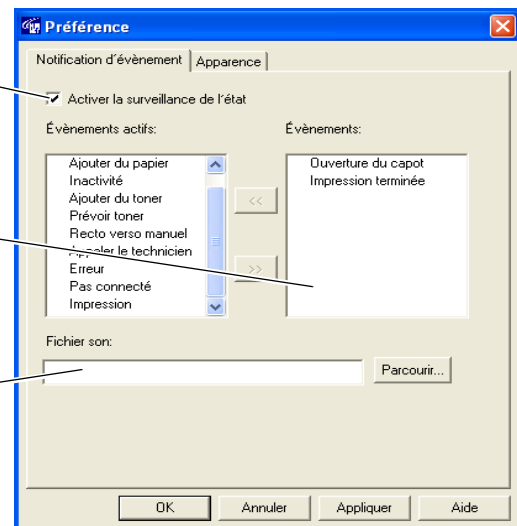 Préférence
Notification d'évènement
Apparence
Activer la surveillance de l'état
Évènements actifs:
Évènements:
Ajouter du papier
Inactivité
Ajouter du toner
Prévoir toner
Recto verso manuel
Appeler le technicien
Erreur
Pas connecté
Impression
<<
>>
Ouverture du capot
Impression terminée
Fichier son:
Parcourir...
OK
Annuler
Appliquer
Aide